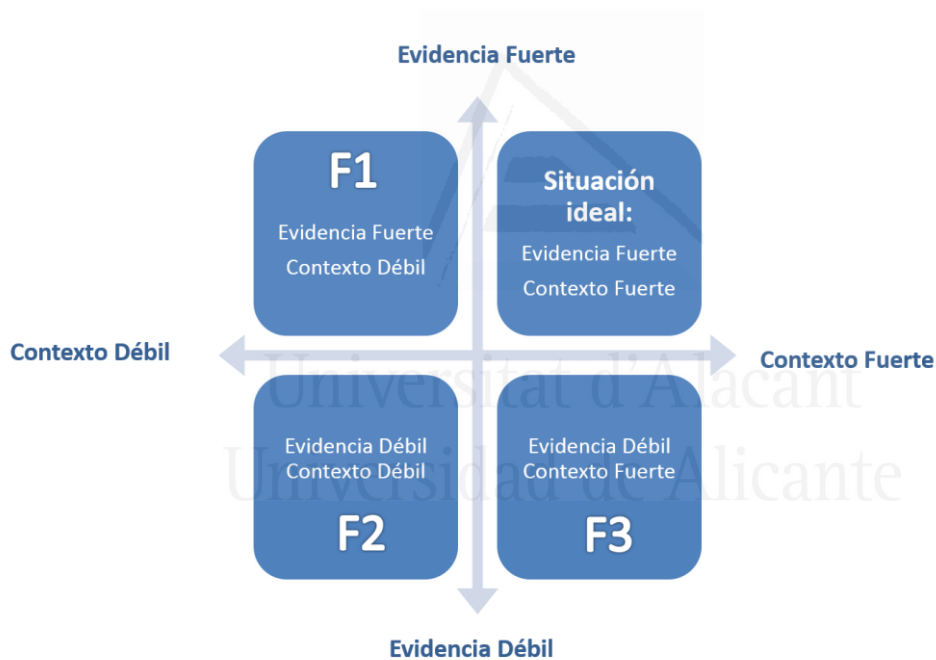 Evidencia Fuerte
F1
Evidencia Fuerte
Contexto Débil
Situación
ideal:
Evidencia Fuerte
Contexto Fuerte
Contexto Débil
Contexto Fuerte
Universitat d'Alacant
Universidad de Alicante
Evidencia Débil
Contexto Débil
F2
Evidencia Débil
Contexto Fuerte
F3
Evidencia Débil